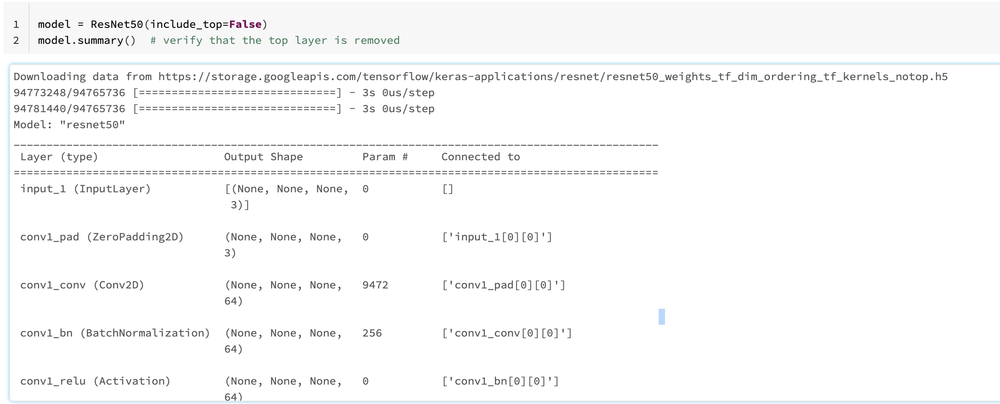 1 model = ResNet50(include_top=False)
2 model.summary()  # verify that the top layer is removed
Downloading data from https://storage.googleapis.com/tensorflow/keras-applications/resnet/resnet50_weights_tf_dim_ordering_tf_kernels_notop.h5
94773248/94765736 [==============================] - 3s 0us/step
94781440/94765736 [==============================] - 3s 0us/step
Model: "resnet50"
__________________________________________________________________________________________________
 Layer (type)                   Output Shape         Param #     Connected to
==================================================================================================
 input_1 (InputLayer)           [(None, None, None,  0           []
                                 3)]
 conv1_pad (ZeroPadding2D)      (None, None, None,   0           ['input_1[0][0]']
                                3)
 conv1_conv (Conv2D)            (None, None, None,   9472        ['conv1_pad[0][0]']
                                64)
 conv1_bn (BatchNormalization)  (None, None, None,   256         ['conv1_conv[0][0]']
                                64)
 conv1_relu (Activation)        (None, None, None,   0           ['conv1_bn[0][0]']
                                64)